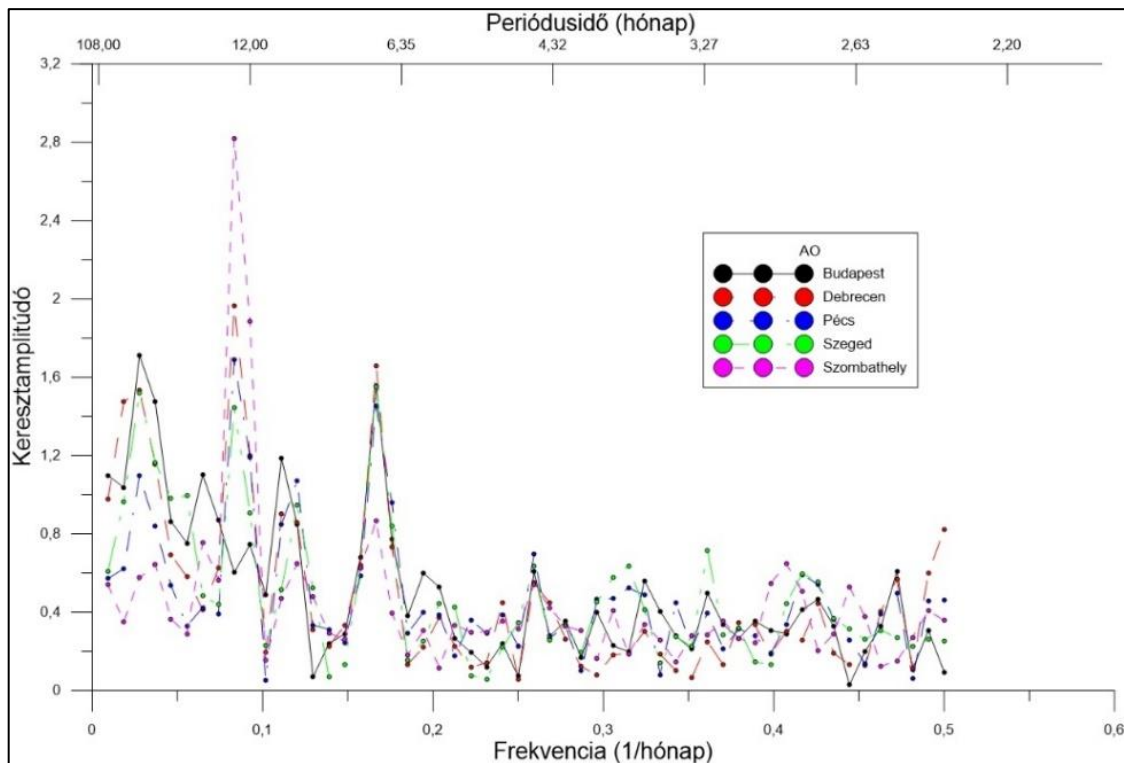 Periódusidő (hónap)
108,00 12,00 6,35 4,32 3,27 2,63 2,20
3,2
2,8
2,4
2
1,6
1,2
0,8
0,4
0
Keresztamplitúdó
AO
Budapest
Debrecen
Pécs
Szeged
Szombathely
0 0,1 0,2 0,3 0,4 0,5 0,6
Frekvencia (1/hónap)